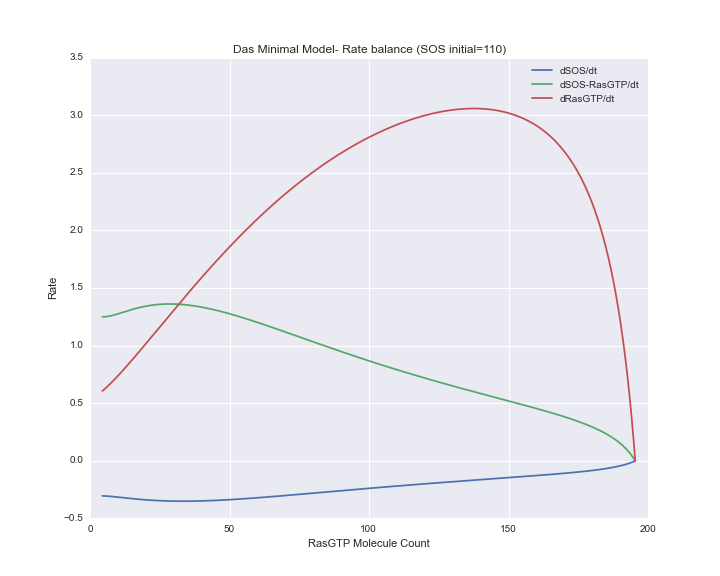 Das Minimal Model- Rate balance (SOS initial=110)
3.5
3.0
2.5
2.0
1.5
1.0
0.5
0.0
−0.5
Rate
dSOS/dt
dSOS-RasGTP/dt
dRasGTP/dt
0
50
100
150
200
RasGTP Molecule Count